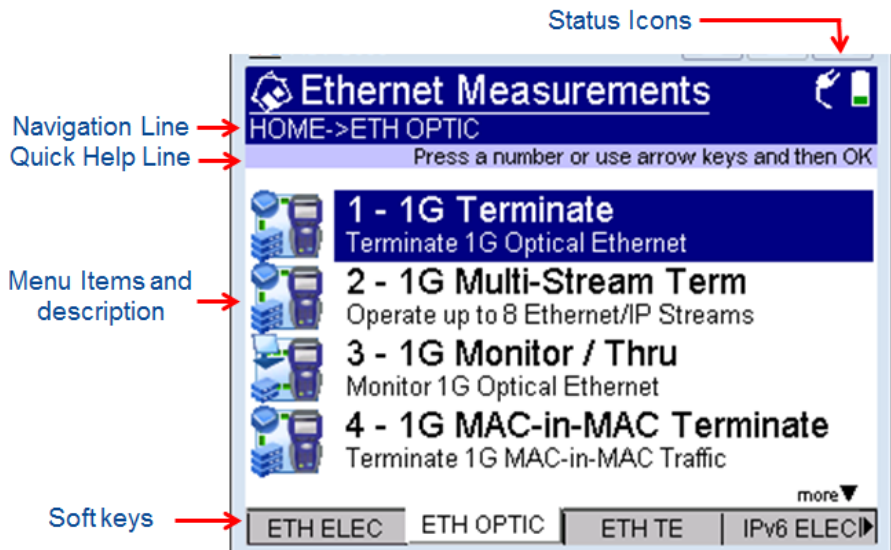 Status Icons
Ethernet Measurements
Navigation Line
HOME->ETH OPTIC
Quick Help Line
Press a number or use arrow keys and then OK
1 - 1G Terminate
Terminate 1G Optical Ethernet
Menu Items and
description
2 - 1G Multi-Stream Term
Operate up to 8 Ethernet/IP Streams
3 - 1G Monitor / Thru
Monitor 1G Optical Ethernet
4 - 1G MAC-in-MAC Terminate
Terminate 1G MAC-in-MAC Traffic
more
Soft keys
ETH ELEC
ETH OPTIC
ETH TE
IPv6 ELEC